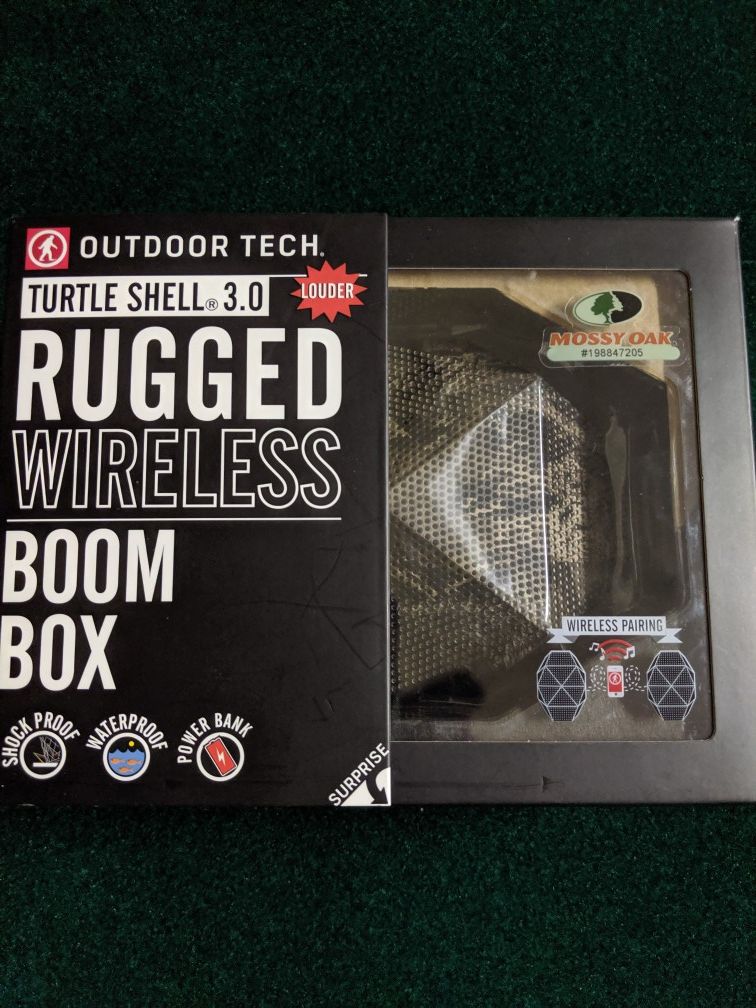 OUTDOOR TECH®
TURTLE SHELL® 3.0
LOUDER
RUGGED
WIRELESS
BOOM
BOX
SHOCK PROOF
WATERPROOF
POWER BANK
SURPRISE
MOSSY OAK
#198847205
WIRELESS PAIRING